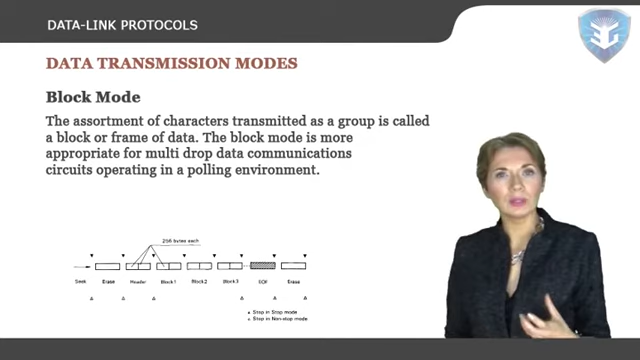 DATA-LINK PROTOCOLS
DATA TRANSMISSION MODES
Block Mode
The assortment of characters transmitted as a group is called
a block or frame of data. The block mode is more
appropriate for multi drop data communications
circuits operating in a polling environment.
256 bytes each
Seek Erase Header Block1 Block2 Block3 EOF Erase
Stop in Stop mode
Stop in Non-stop mode